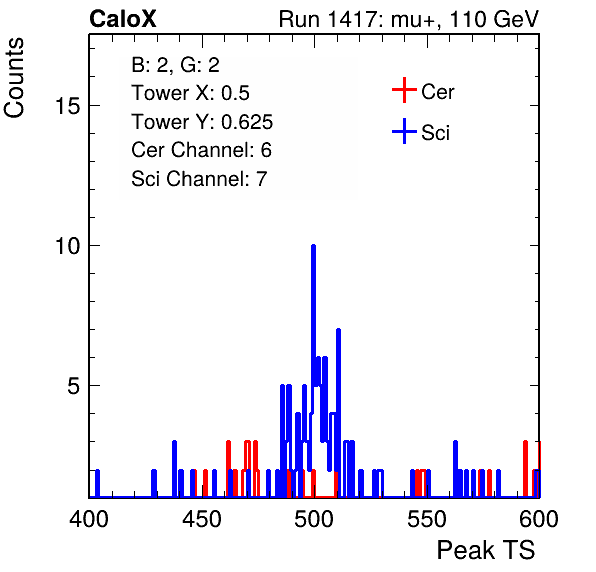 CaloX Run 1417: mu+, 110 GeV
Counts
B: 2, G: 2
Tower X: 0.5
Tower Y: 0.625
Cer Channel: 6
Sci Channel: 7
Cer
Sci
15
10
5
400 450 500 550 600
Peak TS